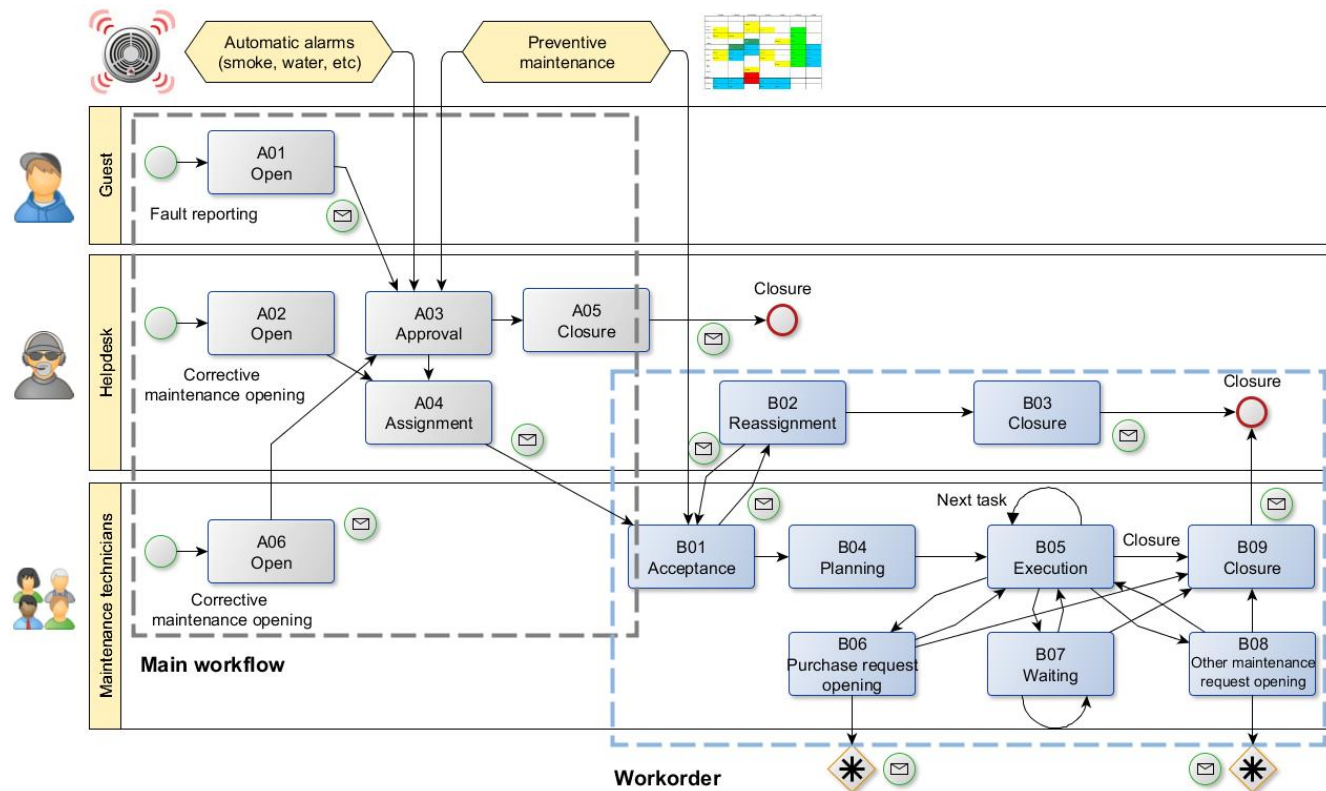 Automatic alarms
(smoke, water, etc)
Preventive
maintenance
Guest
A01
Open
Fault reporting
Helpdesk
A02
Open
Corrective
maintenance opening
A03
Approval
A04
Assignment
A05
Closure
Closure
B02
Reassignment
B03
Closure
Closure
Maintenance technicians
A06
Open
Corrective
maintenance opening
B01
Acceptance
B04
Planning
Next task
B05
Execution
Closure
B09
Closure
B06
Purchase request
opening
B07
Waiting
B08
Other maintenance
request opening
Main workflow
Workorder